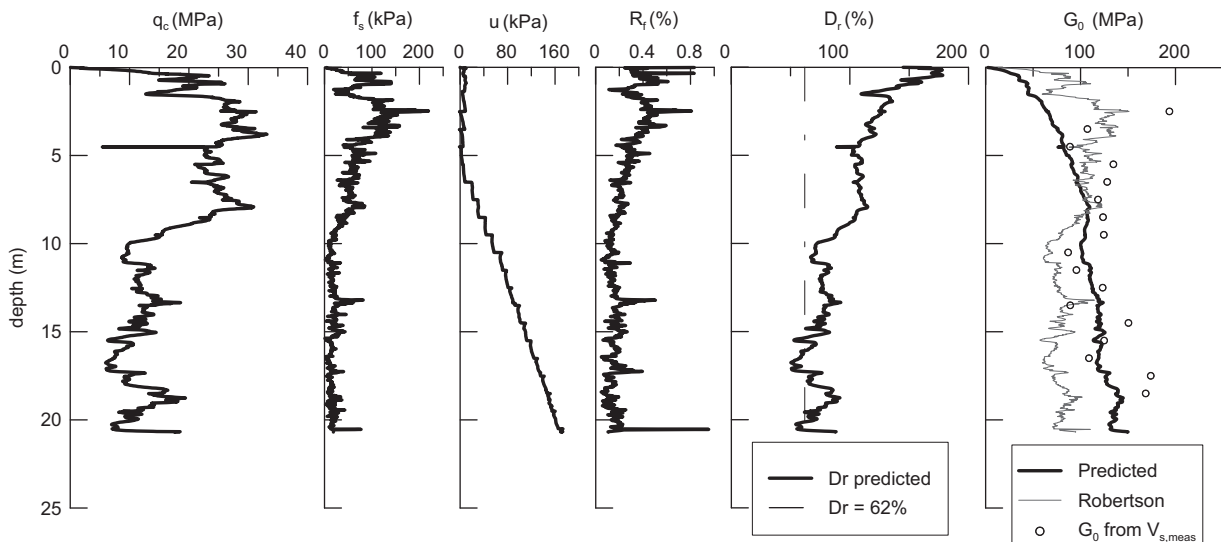 q_c (MPa)
0 10 20 30 40
f_s (kPa)
0 100 200
u (kPa)
0 80 160
R_f (%)
0 0.4 0.8
D_r (%)
0 100 200
G_0 (MPa)
0 100 200
depth (m)
0
5
10
15
20
25
Dr predicted
Dr = 62%
Predicted
Robertson
G_0 from V_s,meas